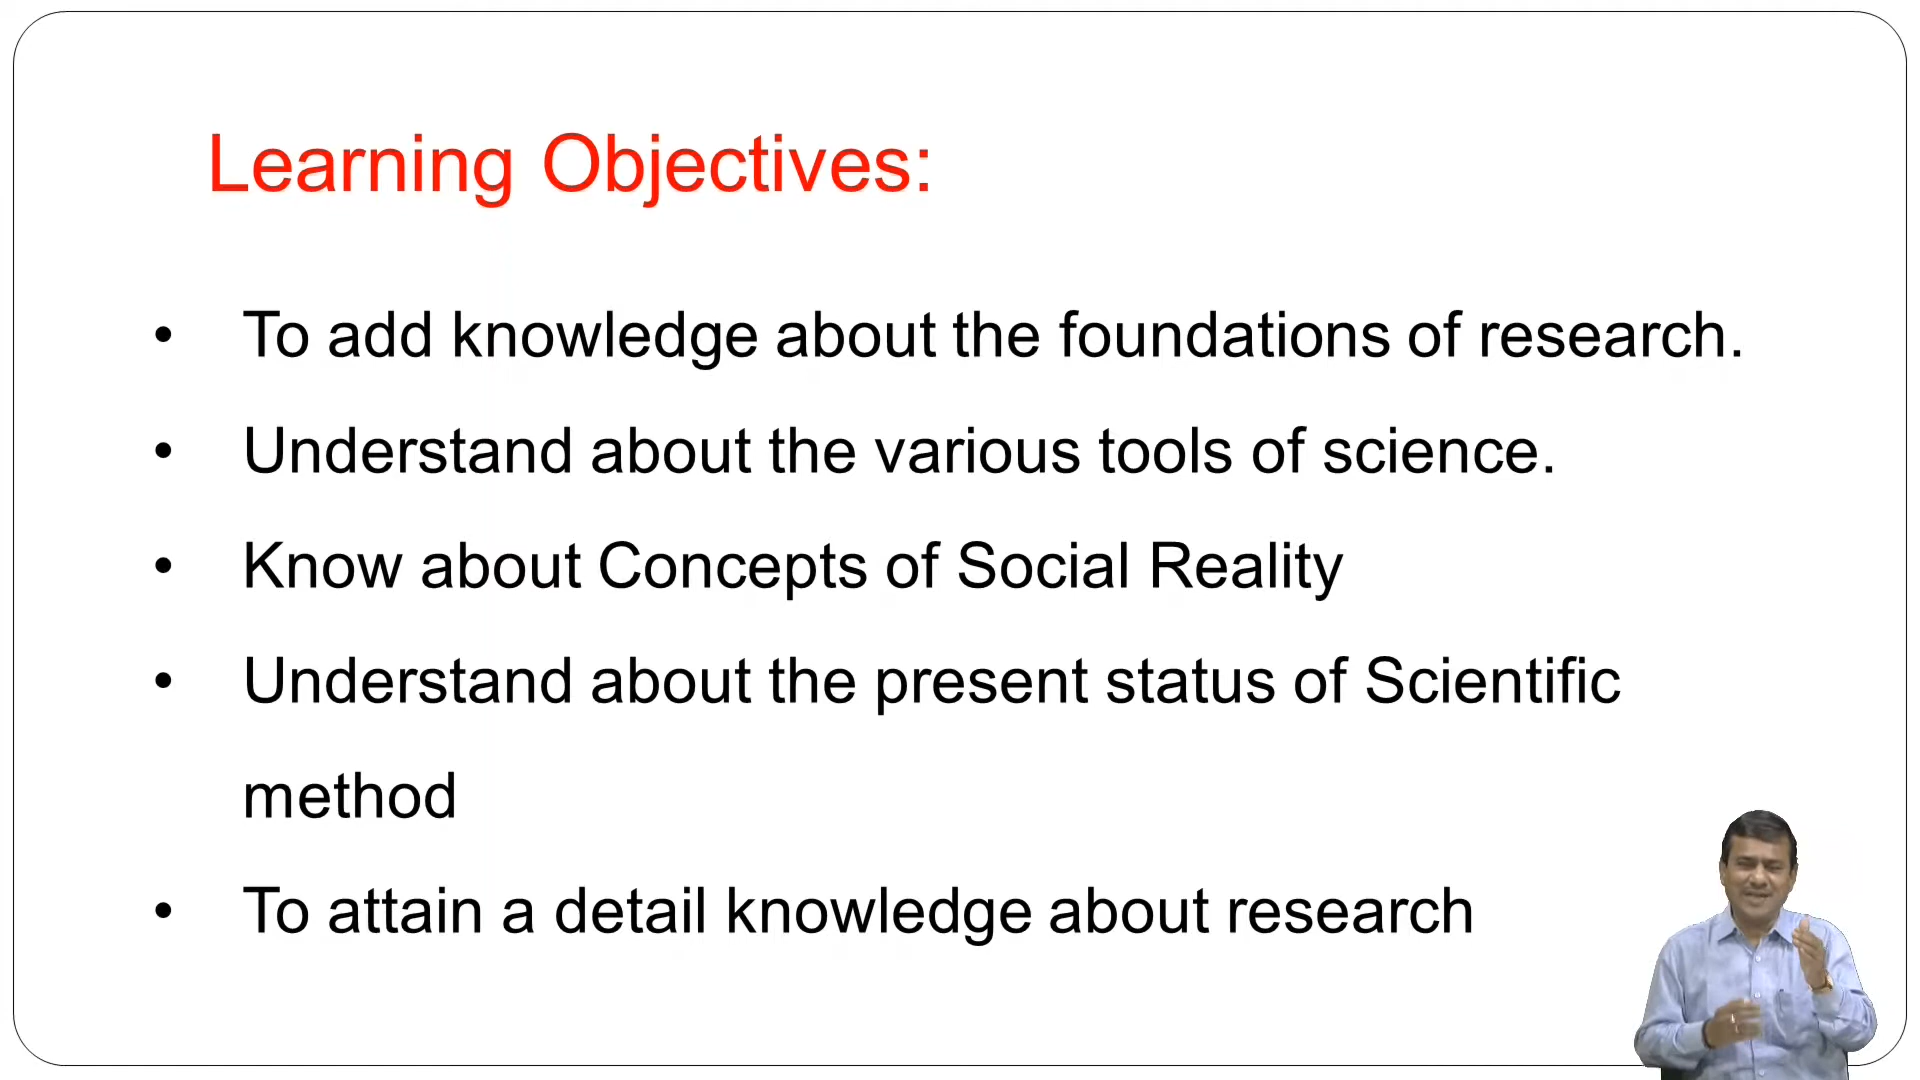 Learning Objectives:
• To add knowledge about the foundations of research.
• Understand about the various tools of science.
• Know about Concepts of Social Reality
• Understand about the present status of Scientific
method
• To attain a detail knowledge about research